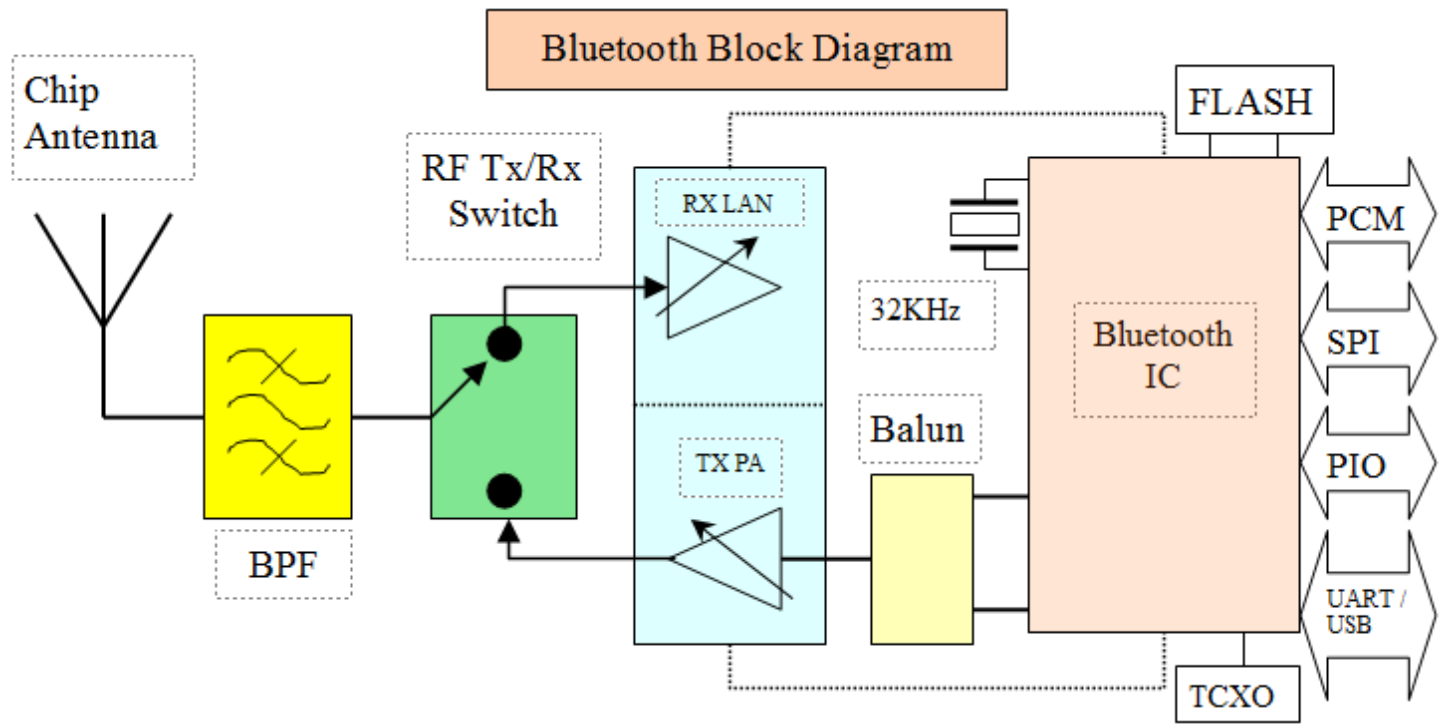 Bluetooth Block Diagram
Chip
Antenna
RF Tx/Rx
Switch
RX LAN
FLASH
PCM
32KHz
Bluetooth
IC
SPI
Balun
TX PA
PIO
BPF
UART /
USB
TCXO